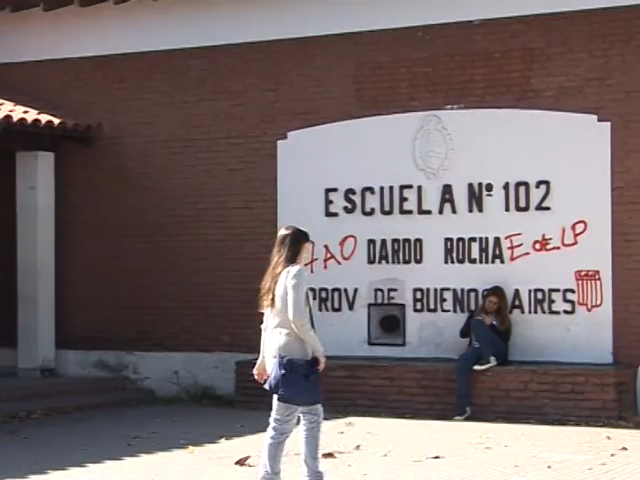 ESCUELA Nº 102
DARDO ROCHA E de LP
PROV DE BUENOS AIRES